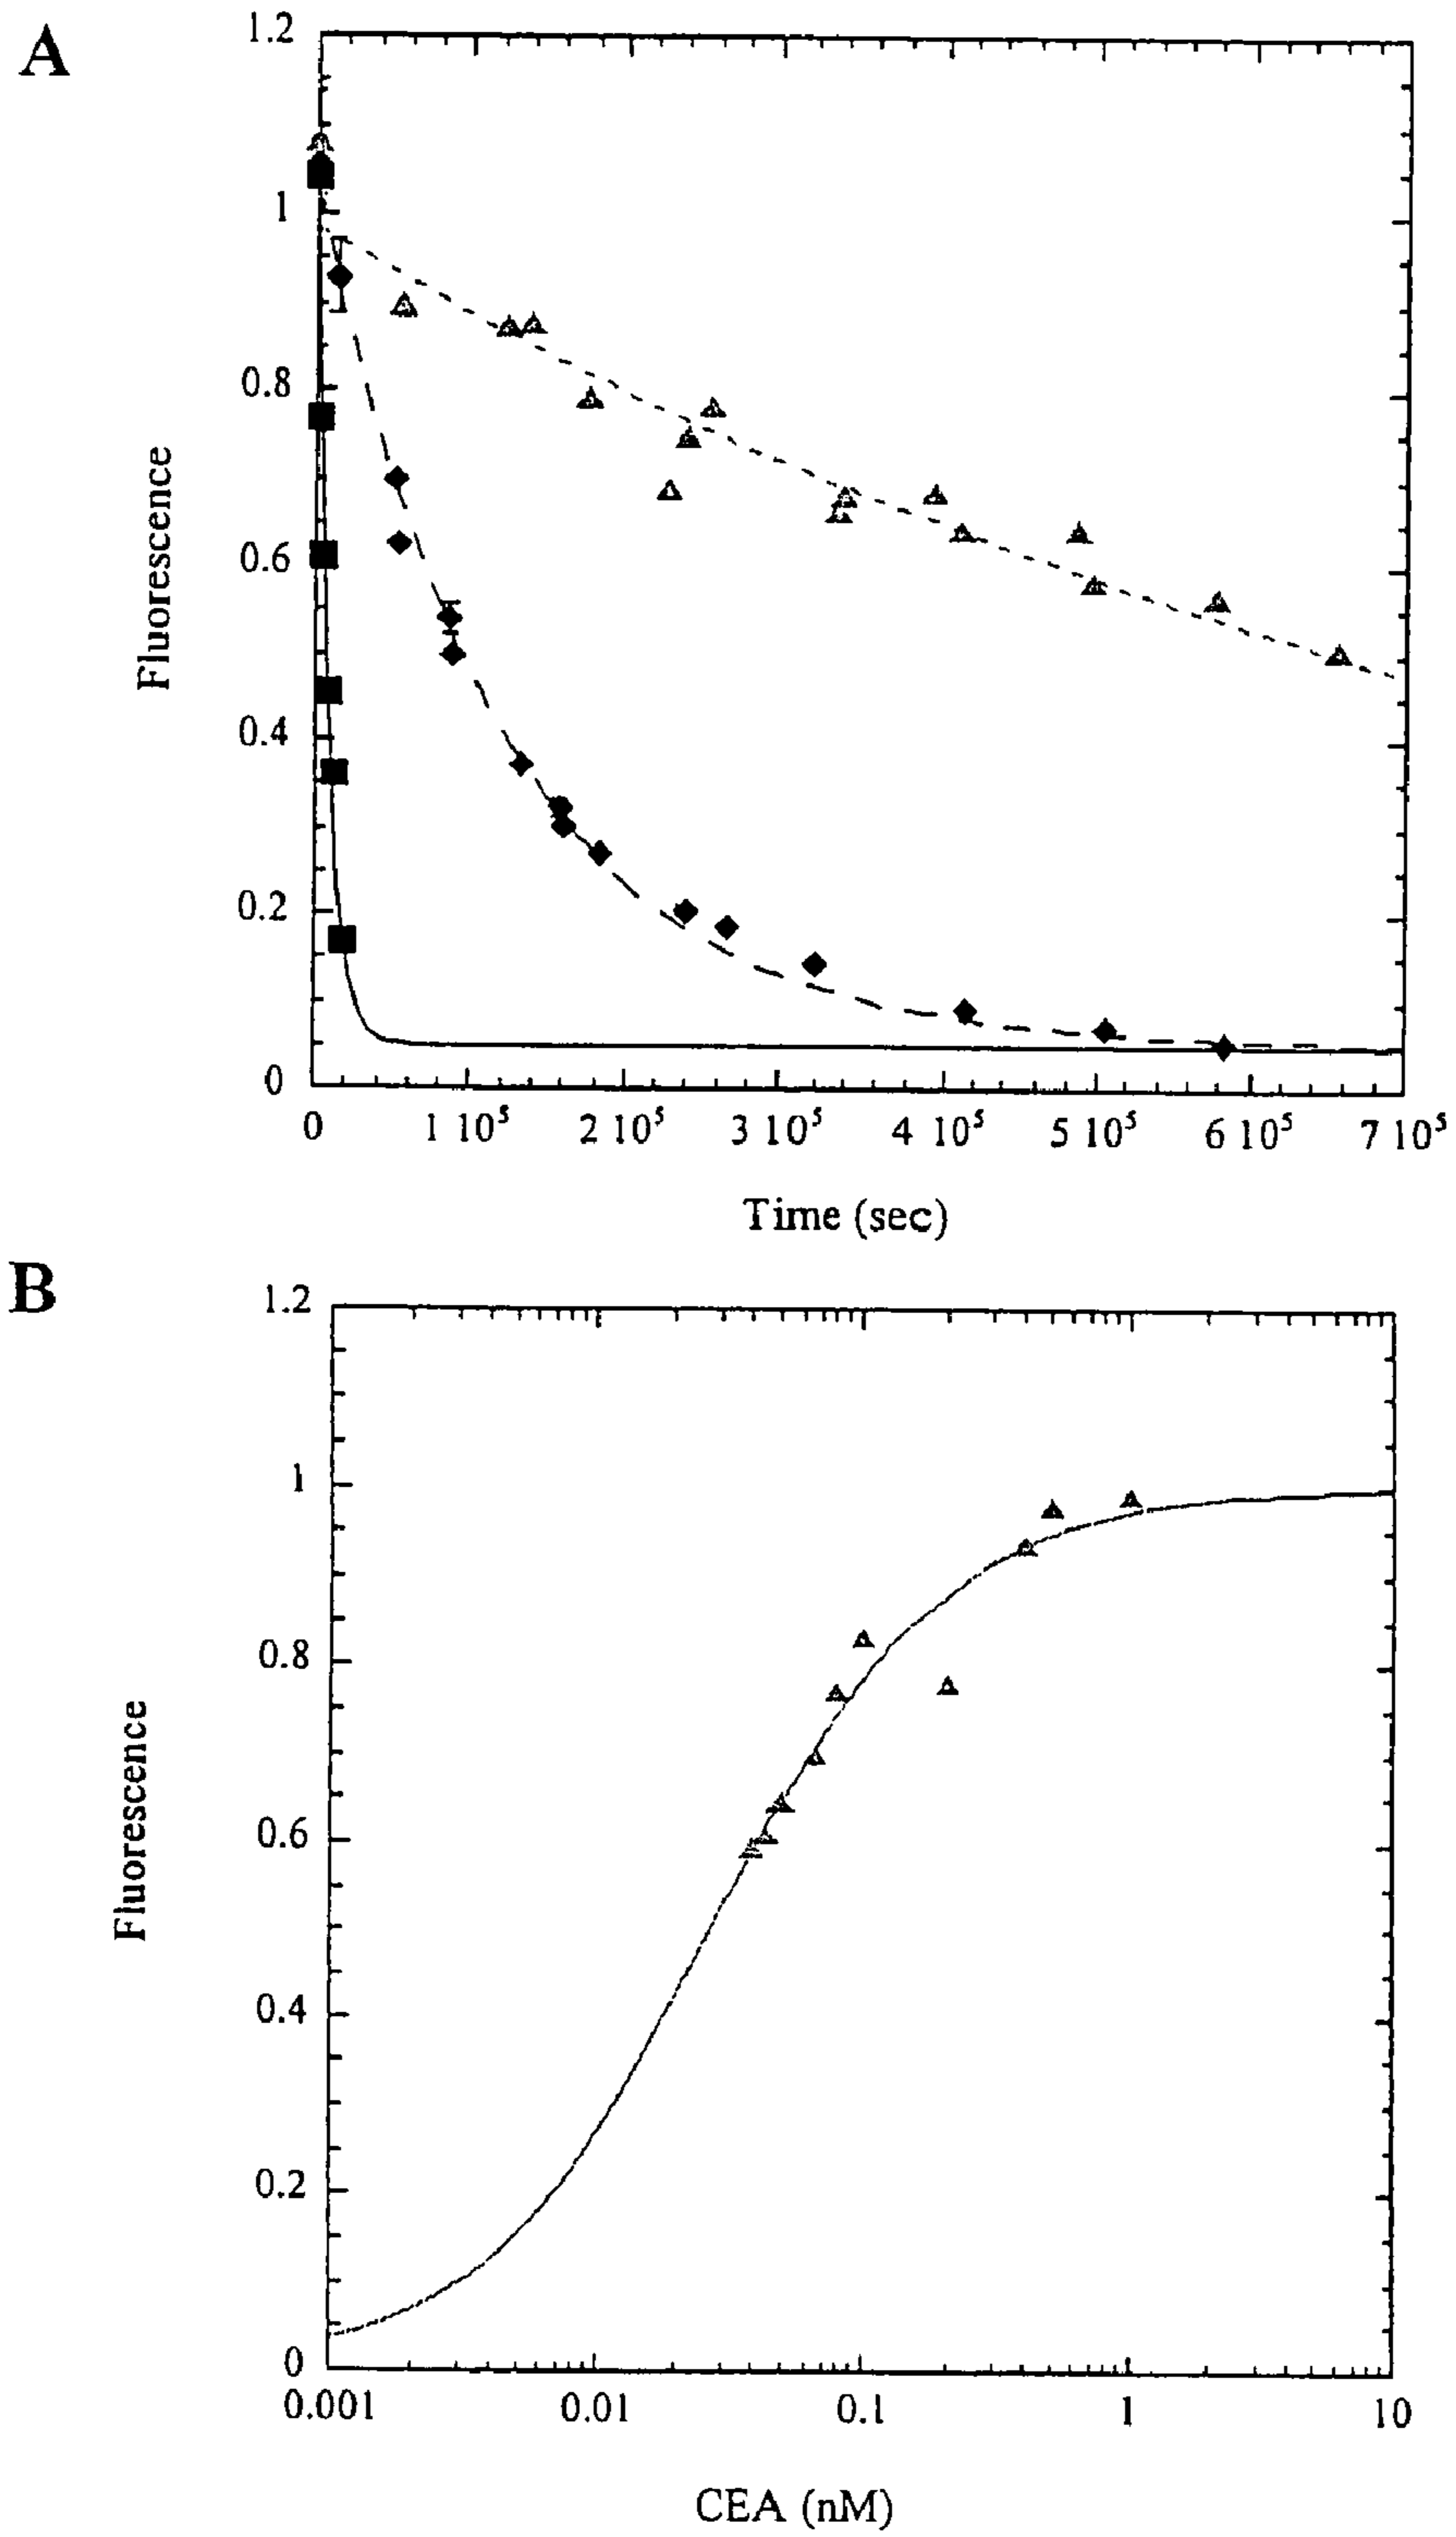 A
1.2
1
0.8
0.6
0.4
0.2
0
Fluorescence
0 1 10⁵ 2 10⁵ 3 10⁵ 4 10⁵ 5 10⁵ 6 10⁵ 7 10⁵
Time (sec)
B
1.2
1
0.8
0.6
0.4
0.2
0
Fluorescence
0.001 0.01 0.1 1 10
CEA (nM)